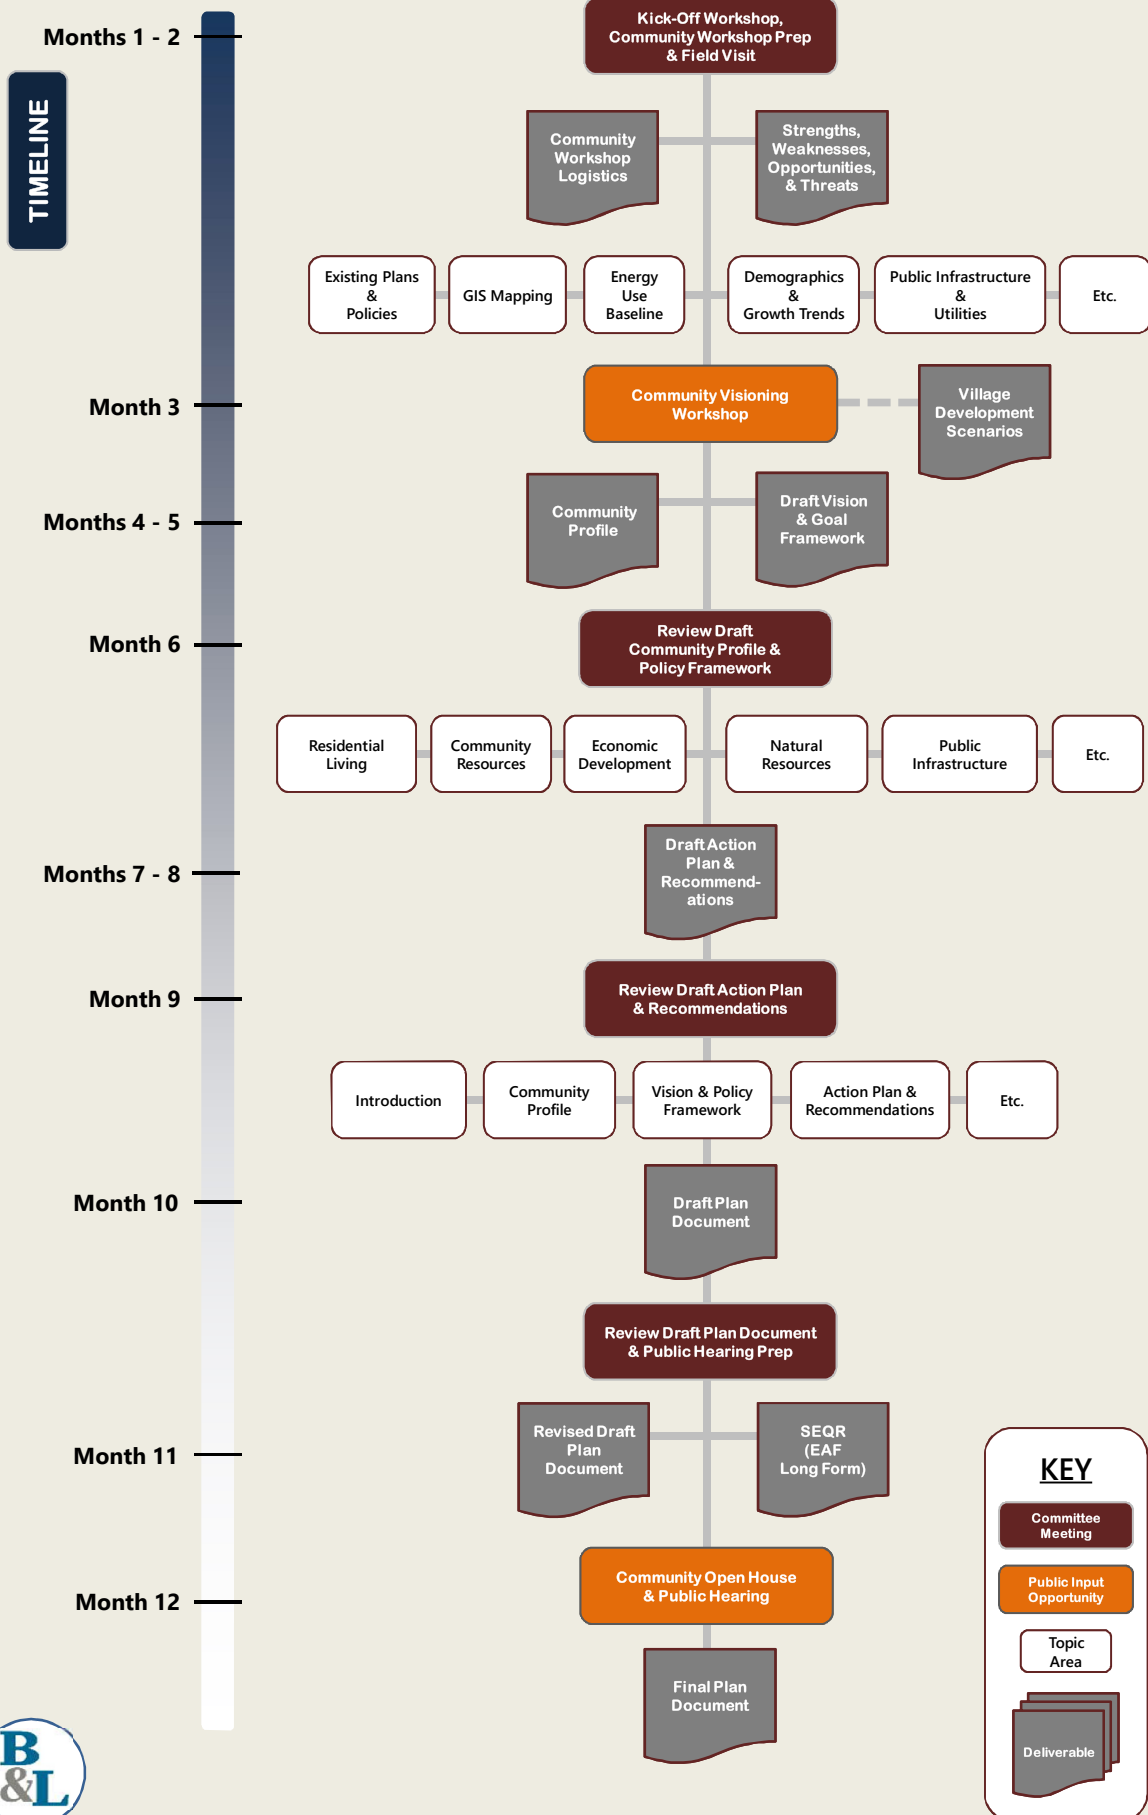 Months 1 - 2
TIMELINE
Kick-Off Workshop,
Community Workshop Prep
& Field Visit
Community
Workshop
Logistics
Strengths,
Weaknesses,
Opportunities,
& Threats
Existing Plans
&
Policies
GIS Mapping
Energy
Use
Baseline
Demographics
&
Growth Trends
Public Infrastructure
&
Utilities
Etc.
Month 3
Community Visioning
Workshop
Village
Development
Scenarios
Months 4 - 5
Community
Profile
Draft Vision
& Goal
Framework
Month 6
Review Draft
Community Profile &
Policy Framework
Residential
Living
Community
Resources
Economic
Development
Natural
Resources
Public
Infrastructure
Etc.
Months 7 - 8
Draft Action
Plan &
Recommend-
ations
Month 9
Review Draft Action Plan
& Recommendations
Introduction
Community
Profile
Vision & Policy
Framework
Action Plan &
Recommendations
Etc.
Month 10
Draft Plan
Document
Review Draft Plan Document
& Public Hearing Prep
Month 11
Revised Draft
Plan
Document
SEQR
(EAF
Long Form)
Month 12
Community Open House
& Public Hearing
Final Plan
Document
KEY
Committee
Meeting
Public Input
Opportunity
Topic
Area
Deliverable
B
&L